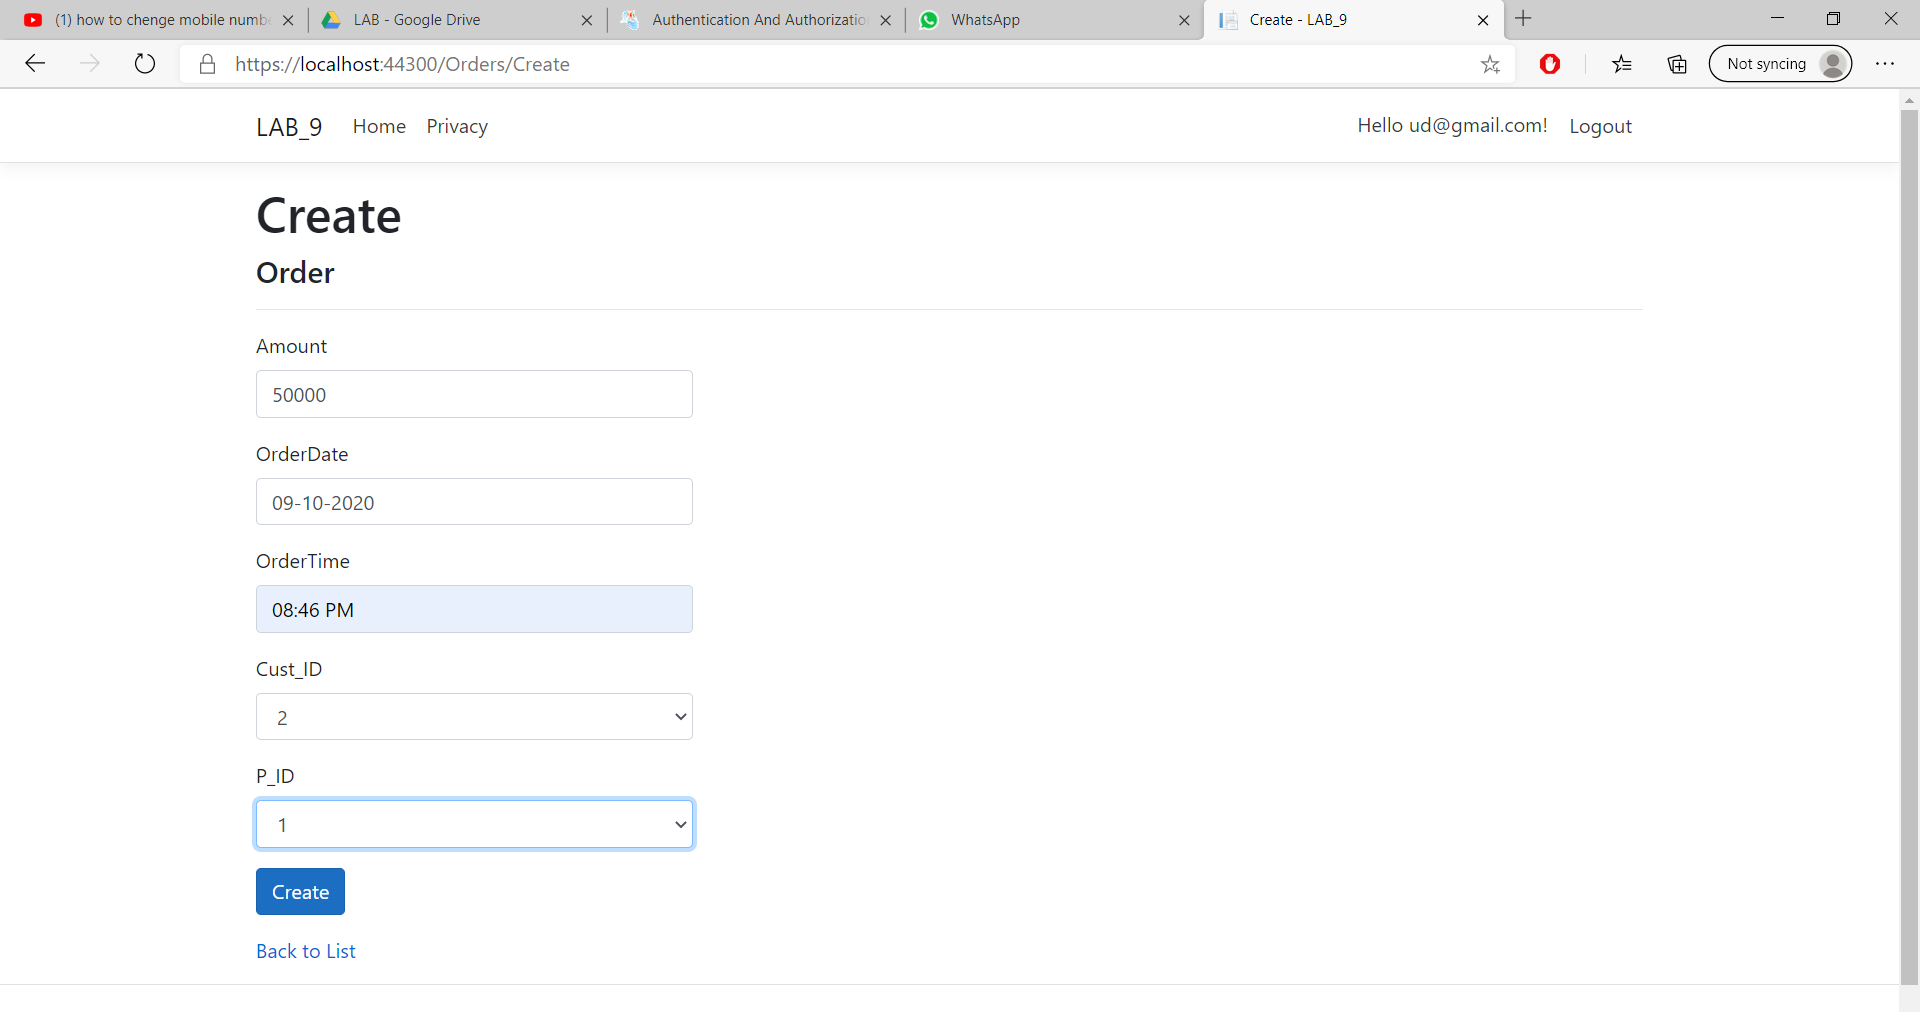 (1) how to chenge mobile numbe
LAB - Google Drive
Authentication And Authorizatio
WhatsApp
Create - LAB_9
https://localhost:44300/Orders/Create
Not syncing
LAB_9 Home Privacy
Hello ud@gmail.com! Logout
Create
Order
Amount
50000
OrderDate
09-10-2020
OrderTime
08:46 PM
Cust_ID
2
P_ID
1
Create
Back to List